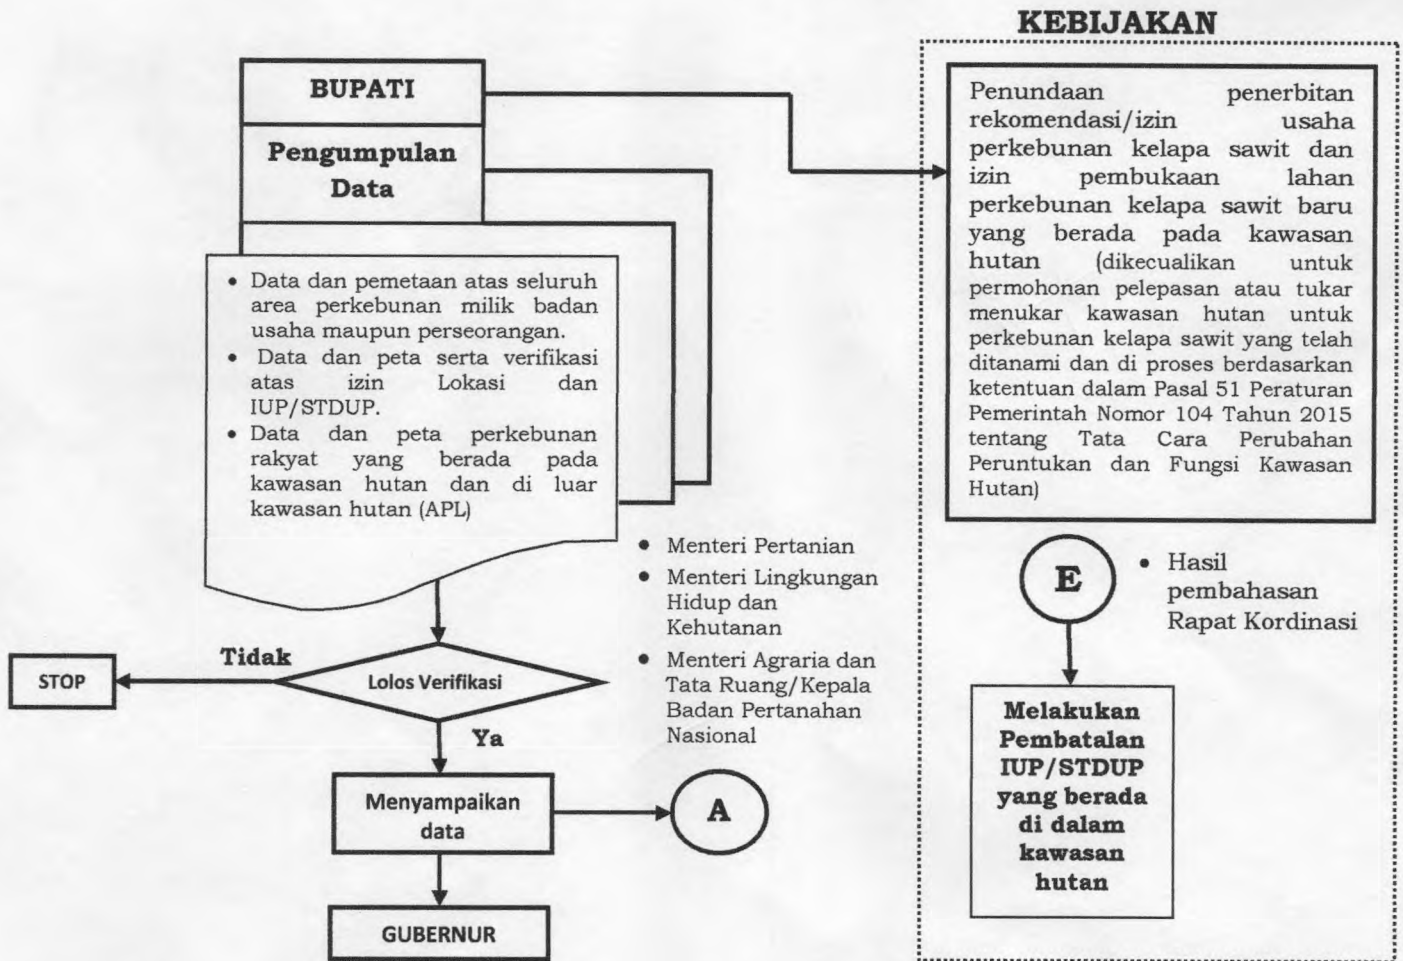 KEBIJAKAN
BUPATI
Pengumpulan
Data
• Data dan pemetaan atas seluruh
area perkebunan milik badan
usaha maupun perseorangan.
• Data dan peta serta verifikasi
atas izin Lokasi dan
IUP/STDUP.
• Data dan peta perkebunan
rakyat yang berada pada
kawasan hutan dan di luar
kawasan hutan (APL)
Tidak
STOP
Lolos Verifikasi
Ya
Menyampaikan
data
GUBERNUR
• Menteri Pertanian
• Menteri Lingkungan
Hidup dan
Kehutanan
• Menteri Agraria dan
Tata Ruang/Kepala
Badan Pertanahan
Nasional
A
Penundaan penerbitan
rekomendasi/izin usaha
perkebunan kelapa sawit dan
izin pembukaan lahan
perkebunan kelapa sawit baru
yang berada pada kawasan
hutan (dikecualikan untuk
permohonan pelepasan atau tukar
menukar kawasan hutan untuk
perkebunan kelapa sawit yang telah
ditanami dan di proses berdasarkan
ketentuan dalam Pasal 51 Peraturan
Pemerintah Nomor 104 Tahun 2015
tentang Tata Cara Perubahan
Peruntukan dan Fungsi Kawasan
Hutan)
E
• Hasil
pembahasan
Rapat Kordinasi
Melakukan
Pembatalan
IUP/STDUP
yang berada
di dalam
kawasan
hutan